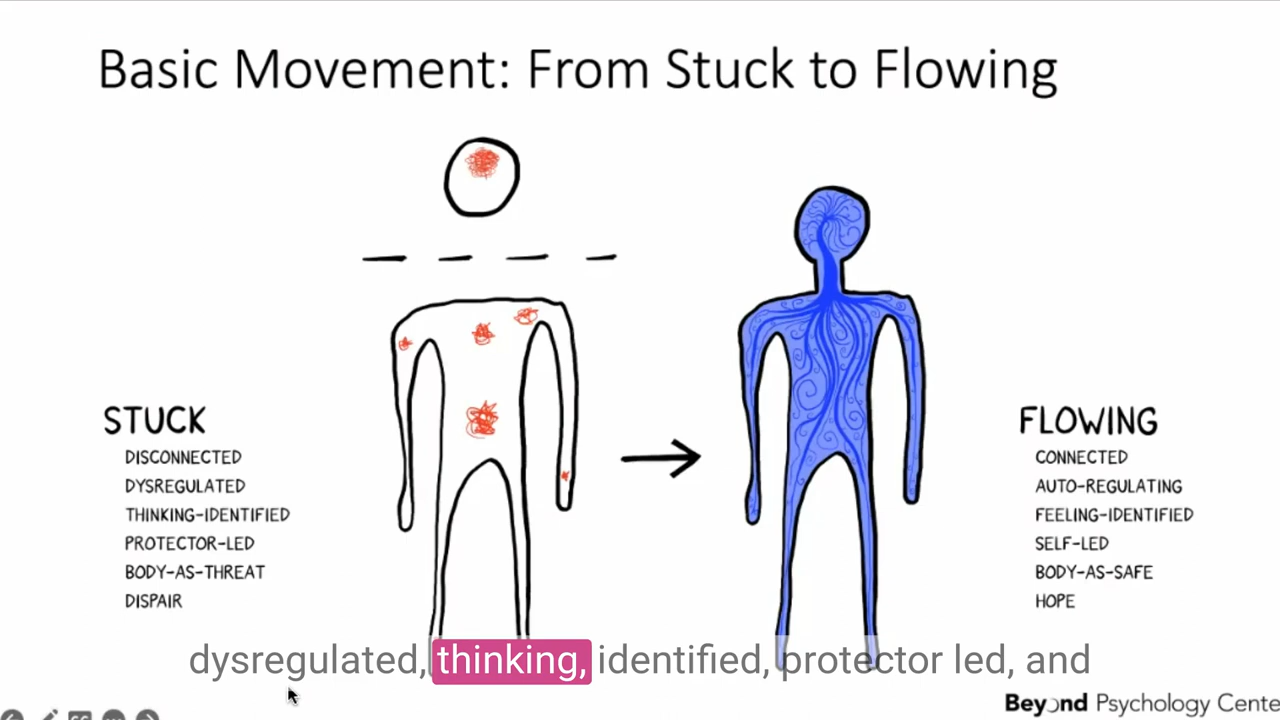 Basic Movement: From Stuck to Flowing
STUCK
DISCONNECTED
DYSREGULATED
THINKING-IDENTIFIED
PROTECTOR-LED
BODY-AS-THREAT
DISPAIR
FLOWING
CONNECTED
AUTO-REGULATING
FEELING-IDENTIFIED
SELF-LED
BODY-AS-SAFE
HOPE
dysregulated, thinking, identified, protector led, and
Beyond Psychology Cente